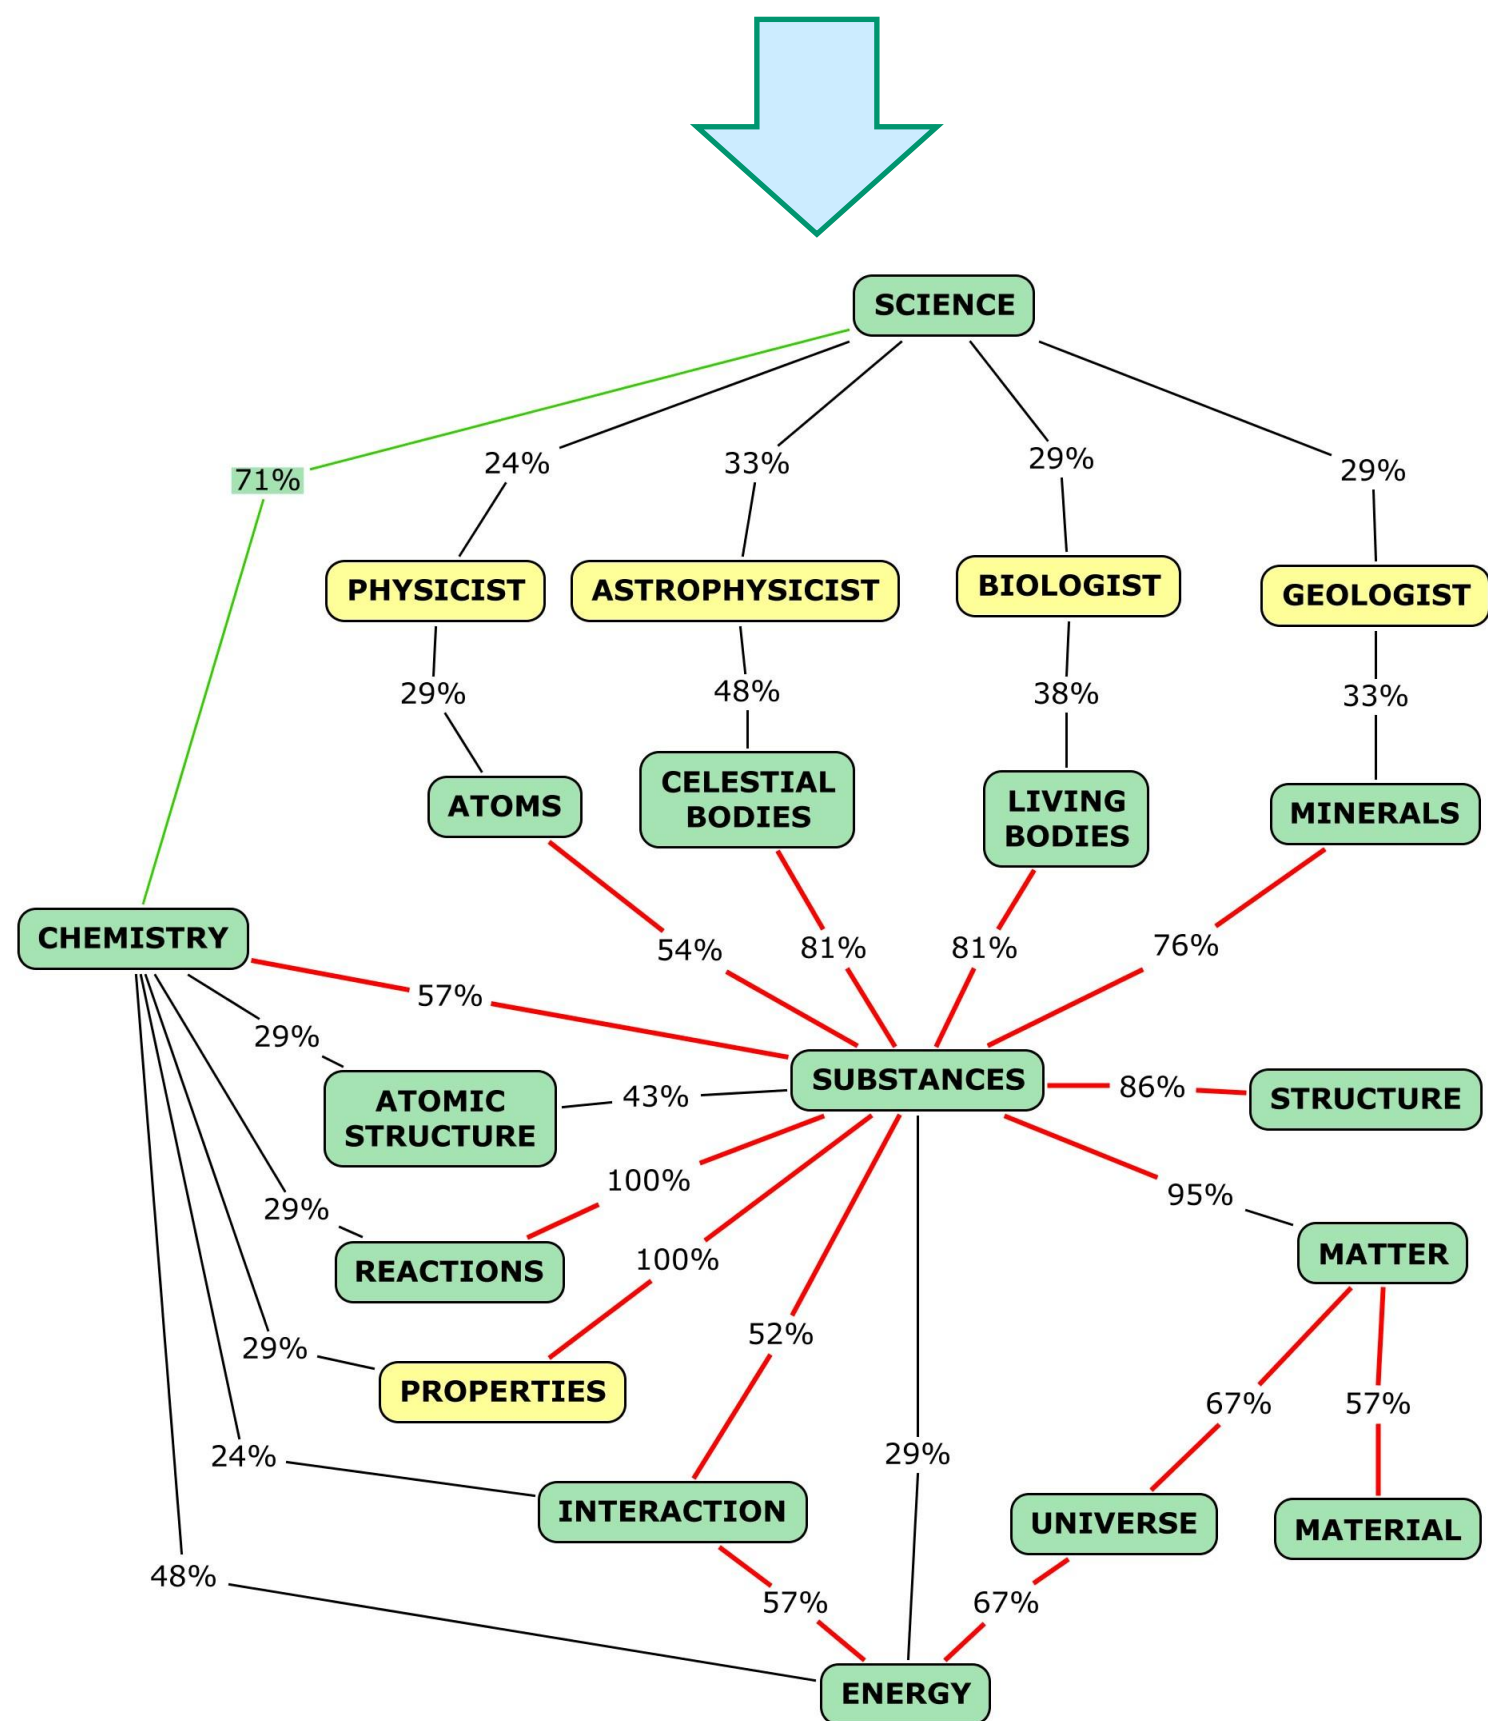 SCIENCE
71%
24%
33%
29%
29%
PHYSICIST
ASTROPHYSICIST
BIOLOGIST
GEOLOGIST
29%
48%
38%
33%
ATOMS
CELESTIAL
BODIES
LIVING
BODIES
MINERALS
CHEMISTRY
54%
81%
81%
76%
57%
29%
ATOMIC
STRUCTURE
43%
SUBSTANCES
86%
STRUCTURE
100%
95%
29%
REACTIONS
100%
MATTER
29%
PROPERTIES
52%
67%
57%
24%
29%
INTERACTION
UNIVERSE
MATERIAL
48%
57%
67%
ENERGY